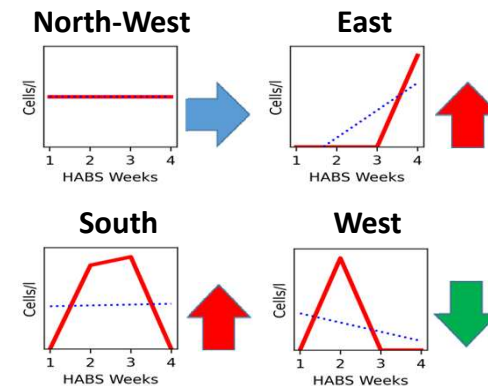 North-West
Cells/l
1 2 3 4
HABS Weeks
East
Cells/l
1 2 3 4
HABS Weeks
South
Cells/l
1 2 3 4
HABS Weeks
West
Cells/l
1 2 3 4
HABS Weeks